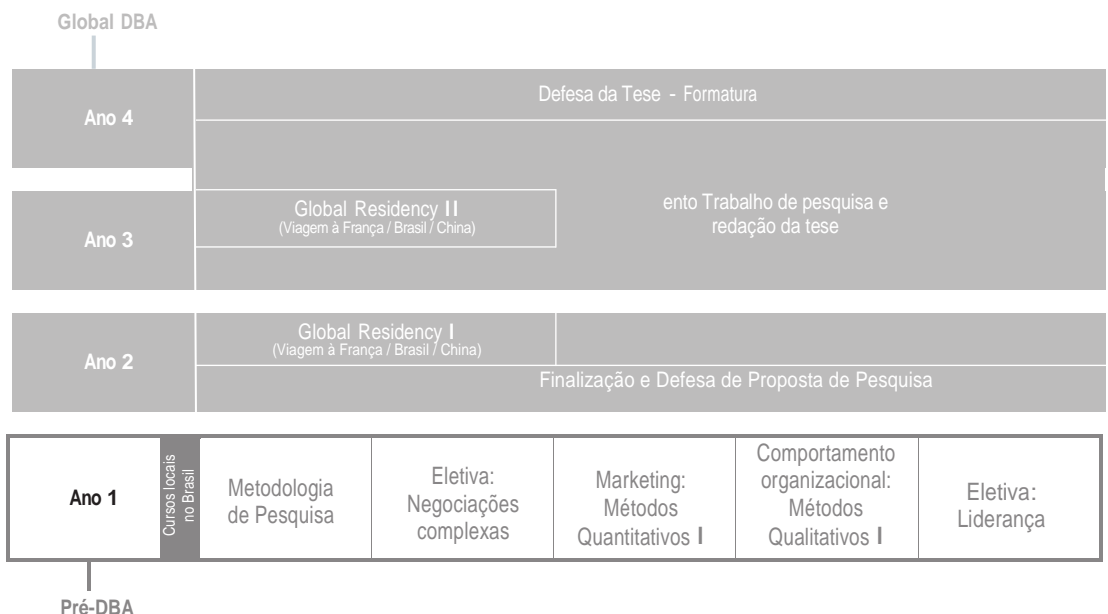 Global DBA
Ano 4
Defesa da Tese - Formatura
Ano 3
Global Residency II
(Viagem à França / Brasil / China)
ento Trabalho de pesquisa e
redação da tese
Ano 2
Global Residency I
(Viagem à França / Brasil / China)
Finalização e Defesa de Proposta de Pesquisa
Ano 1
Cursos locais
no Brasil
Metodologia
de Pesquisa
Eletiva:
Negociações
complexas
Marketing:
Métodos
Quantitativos I
Comportamento
organizacional:
Métodos
Qualitativos I
Eletiva:
Liderança
Pré-DBA